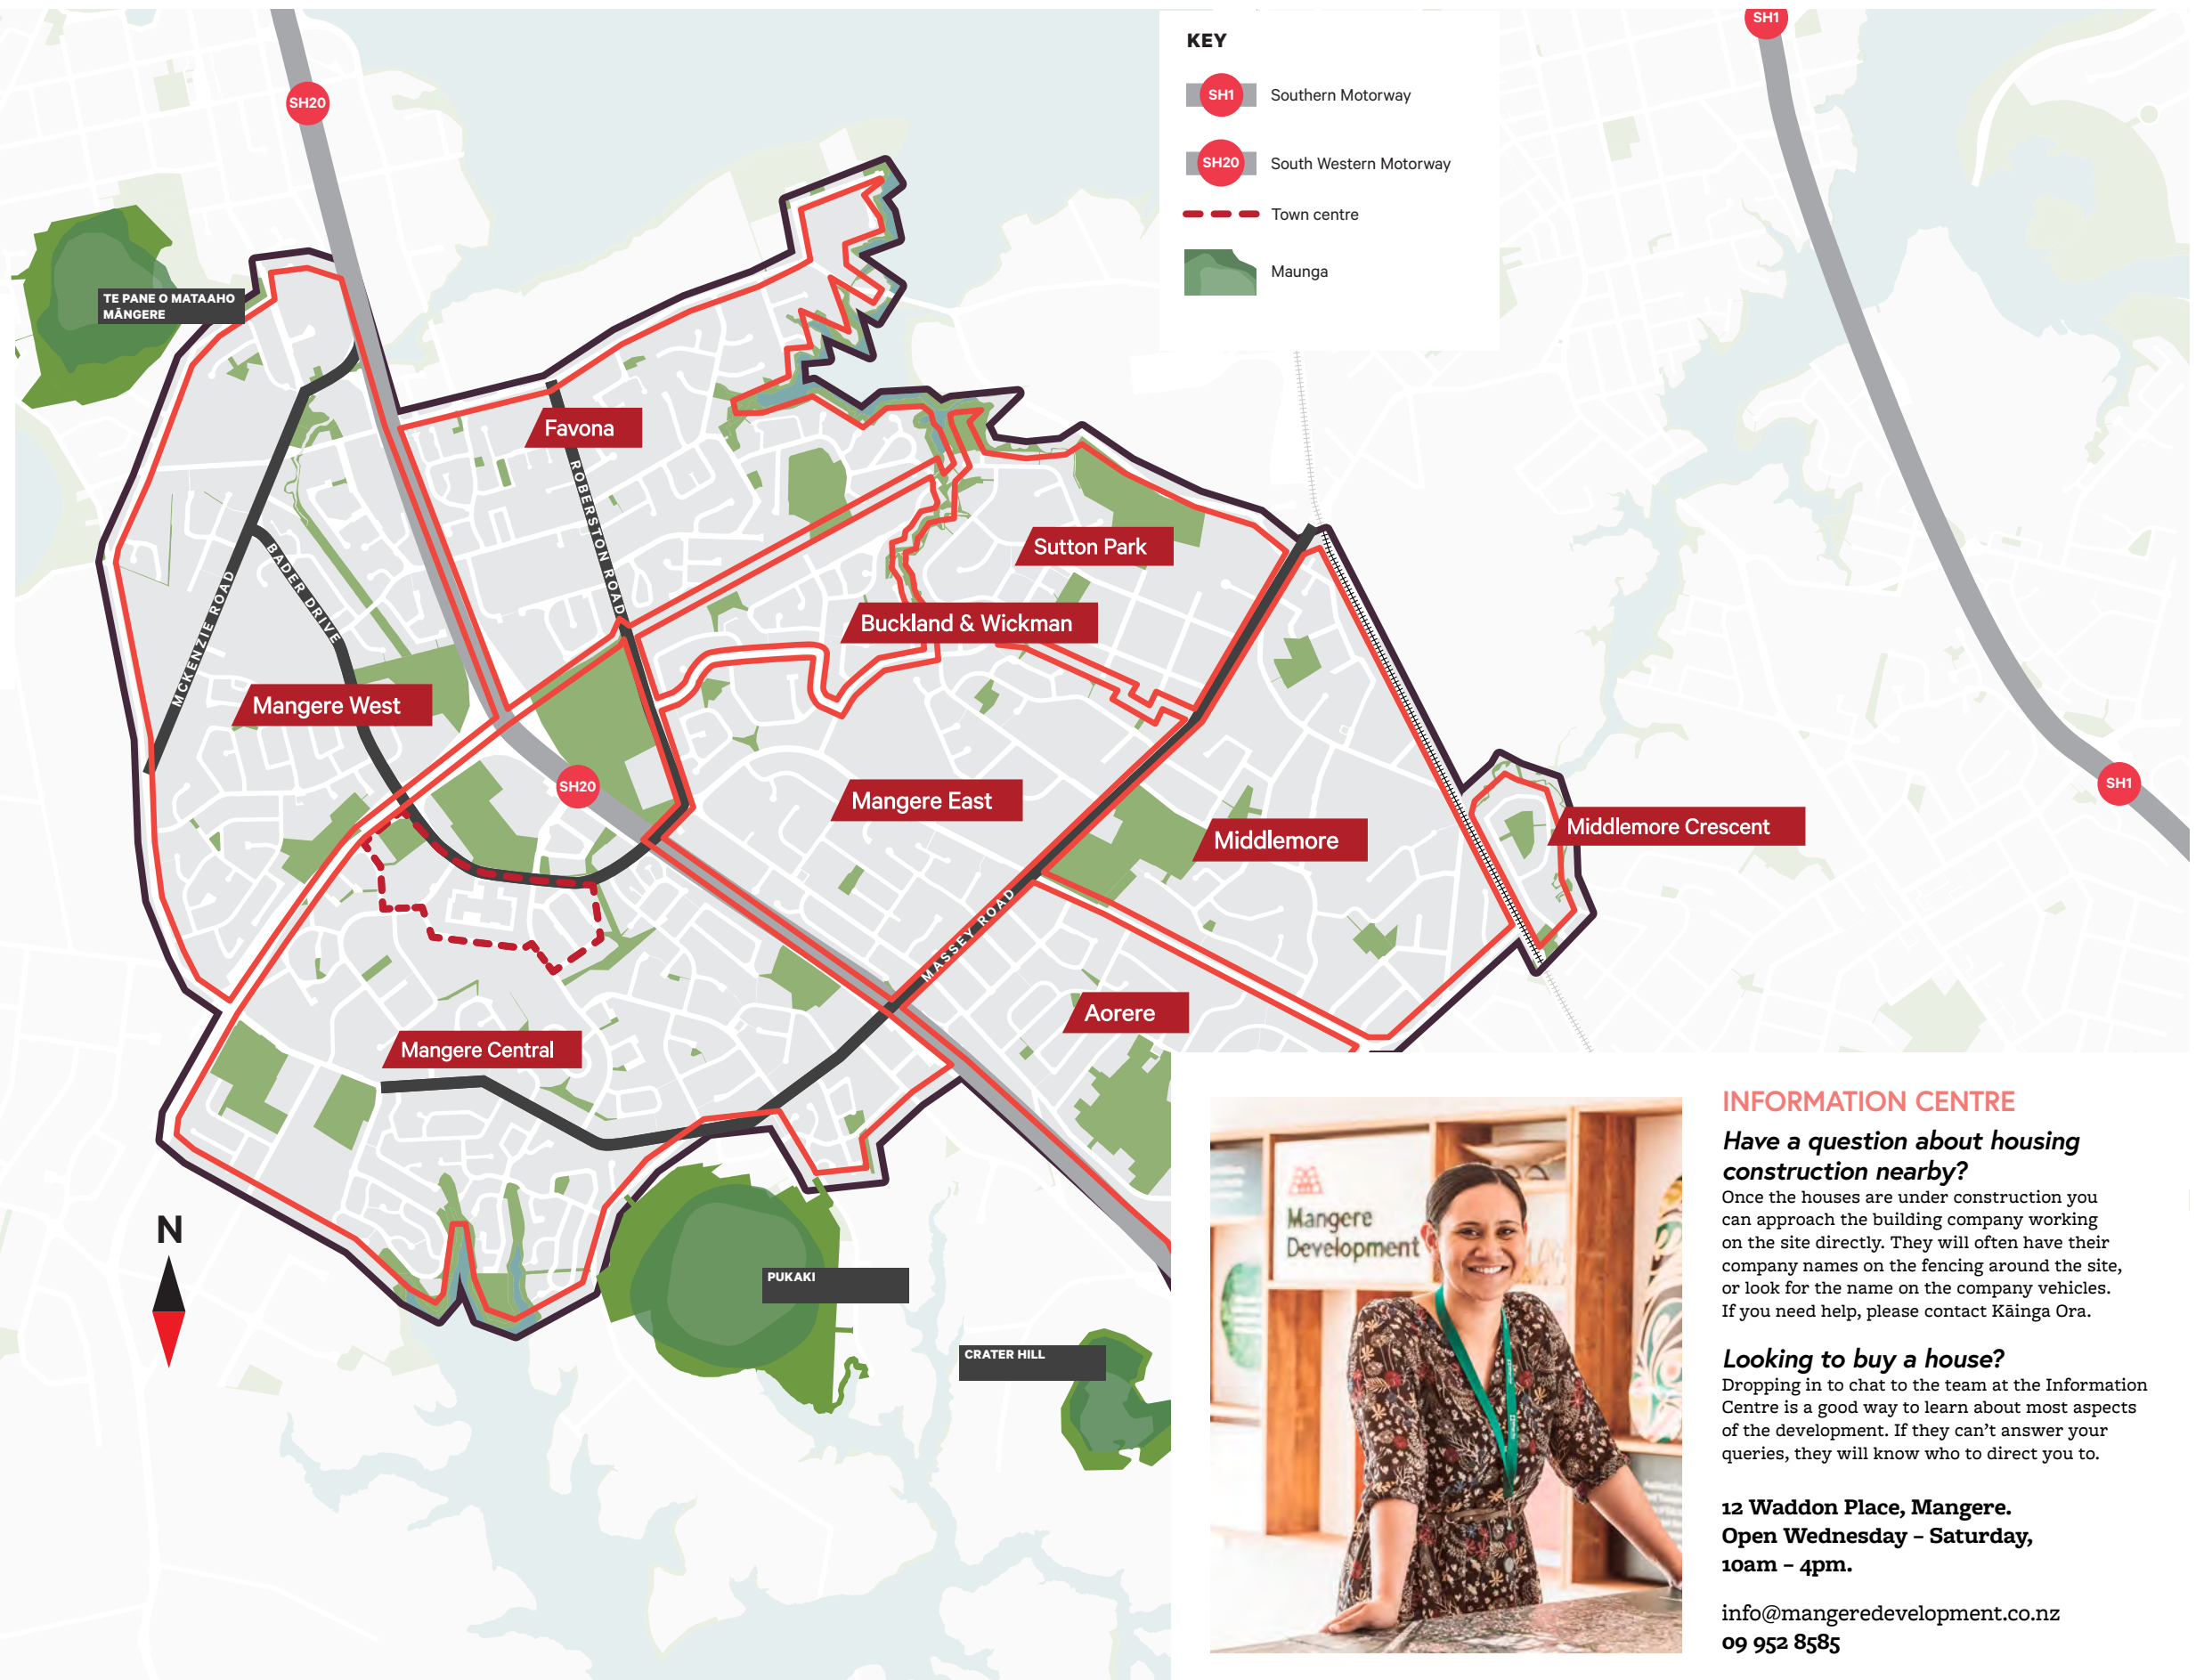 KEY
SH1
Southern Motorway
SH20
South Western Motorway
Town centre
Maunga
SH1
SH20
TE PANE O MATAAHO
MĀNGERE
Favona
ROBERSTON ROAD
Sutton Park
BADER DRIVE
MCKENZIE ROAD
Buckland & Wickman
Mangere West
SH20
Mangere East
SH1
Middlemore
Middlemore Crescent
MASSEY ROAD
Aorere
Mangere Central
N
PUKAKI
CRATER HILL
Mangere
Development
INFORMATION CENTRE
Have a question about housing
construction nearby?
Once the houses are under construction you
can approach the building company working
on the site directly. They will often have their
company names on the fencing around the site,
or look for the name on the company vehicles.
If you need help, please contact Kāinga Ora.
Looking to buy a house?
Dropping in to chat to the team at the Information
Centre is a good way to learn about most aspects
of the development. If they can't answer your
queries, they will know who to direct you to.
12 Waddon Place, Mangere.
Open Wednesday – Saturday,
10am – 4pm.
info@mangeredevelopment.co.nz
09 952 8585